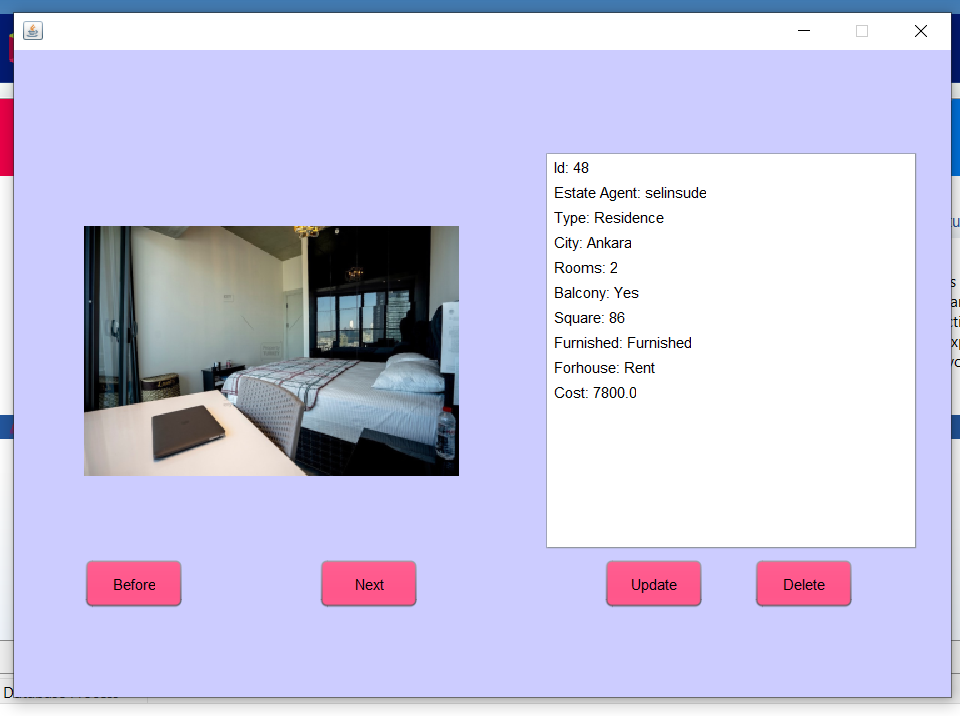 Id: 48
Estate Agent: selinsude
Type: Residence
City: Ankara
Rooms: 2
Balcony: Yes
Square: 86
Furnished: Furnished
Forhouse: Rent
Cost: 7800.0
Before
Next
Update
Delete